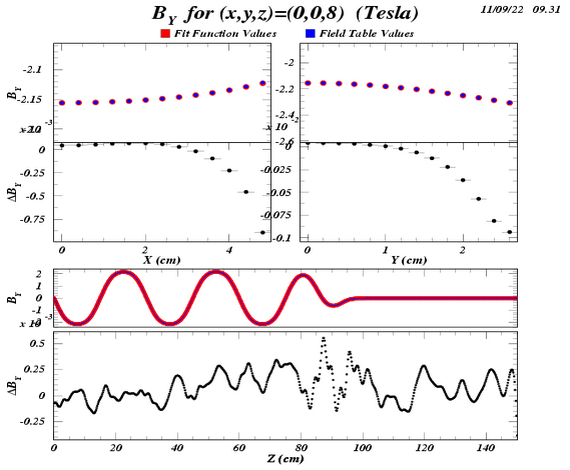 B_Y for (x,y,z)=(0,0,8) (Tesla)
11/09/22 09.31
Fit Function Values
Field Table Values
B_Y
-2.1
-2.15
-2
-2.2
-2.4
-2.6
x 10 -3
ΔB_Y
0
-0.25
-0.5
-0.75
0
-0.025
-0.05
-0.075
-0.1
0 2 4
X (cm)
0 1 2
Y (cm)
B_Y
2
1
0
-1
x 10 -3
ΔB_Y
0.5
0.25
0
-0.25
0 20 40 60 80 100 120 140
Z (cm)